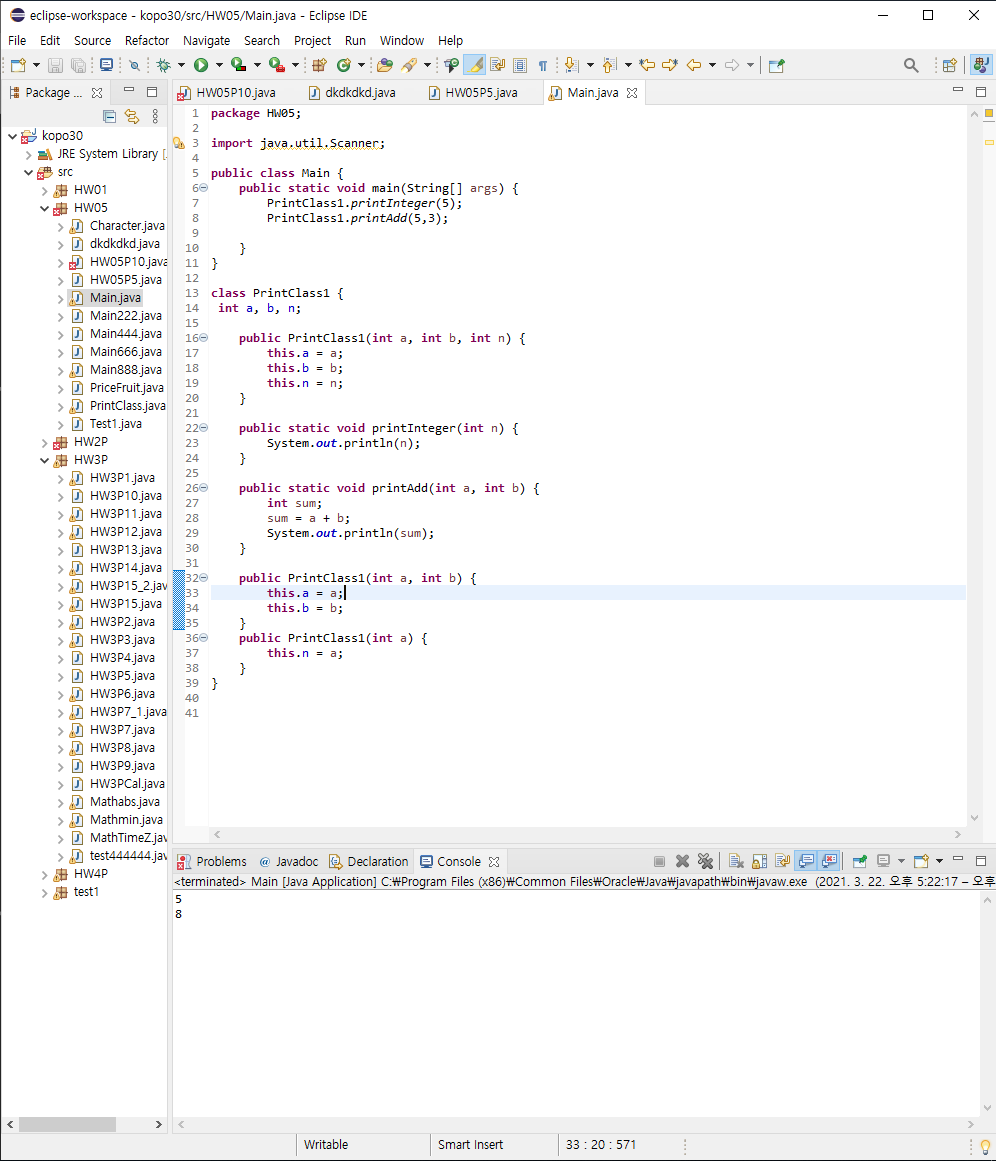 eclipse-workspace - kopo30/src/HW05/Main.java - Eclipse IDE
File Edit Source Refactor Navigate Search Project Run Window Help
Package ...
HW05P10.java dkdkdkd.java HW05P5.java Main.java
kopo30
JRE System Library [
src
HW01
HW05
Character.java
dkdkdkd.java
HW05P10.java
HW05P5.java
Main.java
Main222.java
Main444.java
Main666.java
Main888.java
PriceFruit.java
PrintClass.java
Test1.java
HW2P
HW3P
HW3P1.java
HW3P10.java
HW3P11.java
HW3P12.java
HW3P13.java
HW3P14.java
HW3P15_2.jav
HW3P15.java
HW3P2.java
HW3P3.java
HW3P4.java
HW3P5.java
HW3P6.java
HW3P7_1.java
HW3P7.java
HW3P8.java
HW3P9.java
HW3PCal.java
Mathabs.java
Mathmin.java
MathTimeZ.jav
test444444.jav
HW4P
test1
1 package HW05;
2
3 import java.util.Scanner;
4
5 public class Main {
6 public static void main(String[] args) {
7 PrintClass1.printInteger(5);
8 PrintClass1.printAdd(5,3);
9
10 }
11 }
12
13 class PrintClass1 {
14 int a, b, n;
15
16 public PrintClass1(int a, int b, int n) {
17 this.a = a;
18 this.b = b;
19 this.n = n;
20 }
21
22 public static void printInteger(int n) {
23 System.out.println(n);
24 }
25
26 public static void printAdd(int a, int b) {
27 int sum;
28 sum = a + b;
29 System.out.println(sum);
30 }
31
32 public PrintClass1(int a, int b) {
33 this.a = a;
34 this.b = b;
35 }
36 public PrintClass1(int a) {
37 this.n = a;
38 }
39 }
40
41
Problems @ Javadoc Declaration Console
<terminated> Main [Java Application] C:₩Program Files (x86)₩Common Files₩Oracle₩Java₩javapath₩bin₩javaw.exe (2021. 3. 22. 오후 5:22:17 – 오후
5
8
Writable Smart Insert 33 : 20 : 571